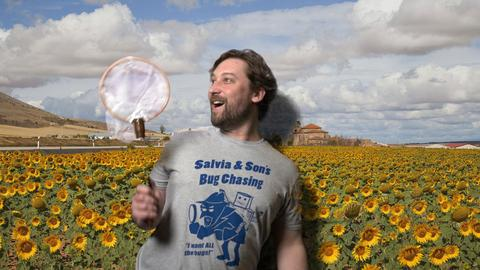 Salvia & Son's
Bug Chasing
"I want ALL
the bugs!"